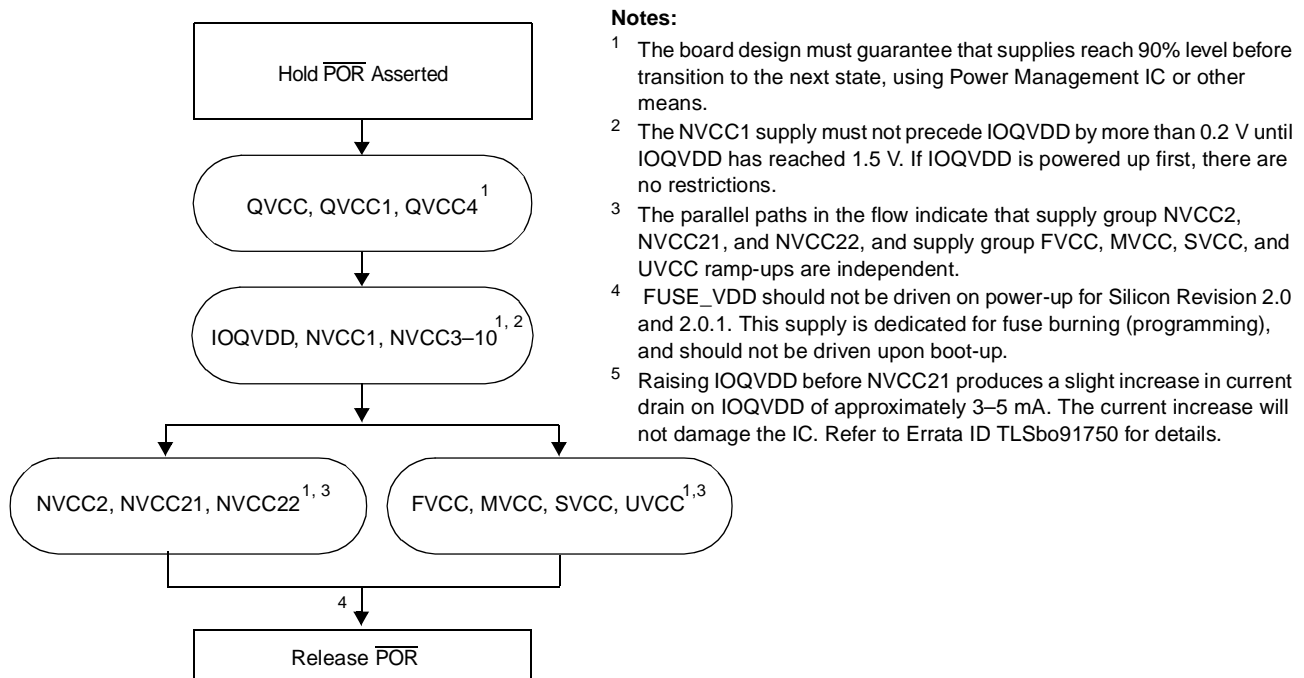 Hold POR Asserted
QVCC, QVCC1, QVCC4 1
IOQVDD, NVCC1, NVCC3–10 1, 2
NVCC2, NVCC21, NVCC22 1, 3
FVCC, MVCC, SVCC, UVCC 1,3
4
Release POR
Notes:
1 The board design must guarantee that supplies reach 90% level before
transition to the next state, using Power Management IC or other
means.
2 The NVCC1 supply must not precede IOQVDD by more than 0.2 V until
IOQVDD has reached 1.5 V. If IOQVDD is powered up first, there are
no restrictions.
3 The parallel paths in the flow indicate that supply group NVCC2,
NVCC21, and NVCC22, and supply group FVCC, MVCC, SVCC, and
UVCC ramp-ups are independent.
4 FUSE_VDD should not be driven on power-up for Silicon Revision 2.0
and 2.0.1. This supply is dedicated for fuse burning (programming),
and should not be driven upon boot-up.
5 Raising IOQVDD before NVCC21 produces a slight increase in current
drain on IOQVDD of approximately 3–5 mA. The current increase will
not damage the IC. Refer to Errata ID TLSbo91750 for details.